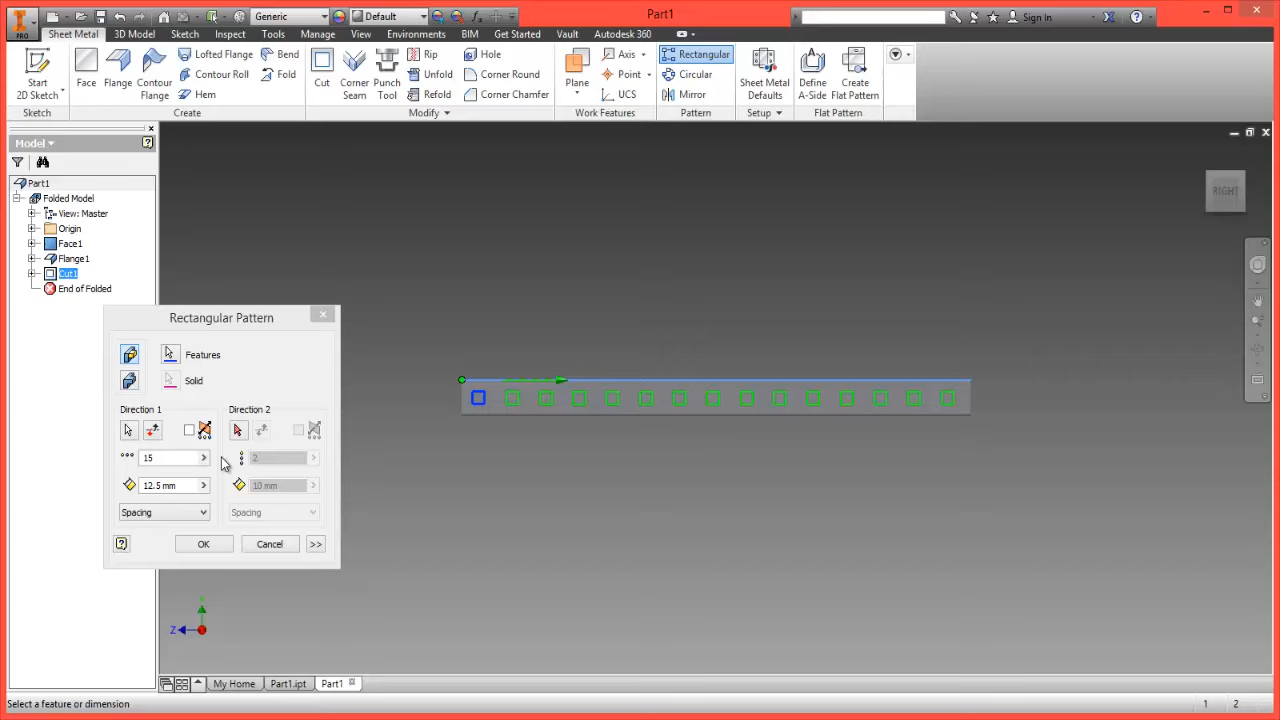 PRO
Generic
Default
Part1
Sign In
Sheet Metal
3D Model
Sketch
Inspect
Tools
Manage
View
Environments
BIM
Get Started
Vault
Autodesk 360
Start
2D Sketch
Face
Flange
Contour
Flange
Lofted Flange
Contour Roll
Hem
Bend
Fold
Cut
Corner
Seam
Punch
Tool
Rip
Unfold
Refold
Hole
Corner Round
Corner Chamfer
Plane
Axis
Point
UCS
Rectangular
Circular
Mirror
Sheet Metal
Defaults
Define
A-Side
Create
Flat Pattern
Sketch
Create
Modify
Work Features
Pattern
Setup
Flat Pattern
Model
Part1
Folded Model
View: Master
Origin
Face1
Flange1
Cut1
End of Folded
RIGHT
Rectangular Pattern
Features
Solid
Direction 1
Direction 2
15
2
12.5 mm
10 mm
Spacing
Spacing
OK
Cancel
>>
Z
My Home
Part1.ipt
Part1
Select a feature or dimension
1
2